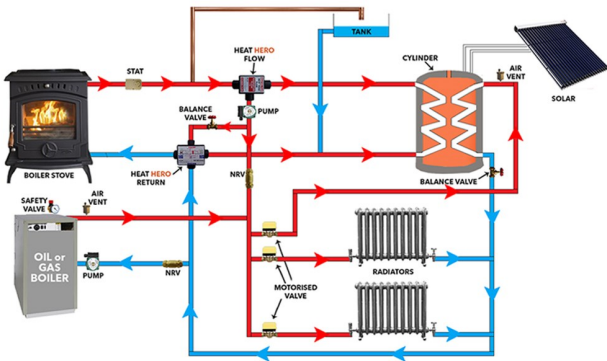 TANK
HEAT HERO
FLOW
STAT
CYLINDER
AIR
VENT
SOLAR
BALANCE
VALVE
PUMP
BOILER STOVE
HEAT HERO
RETURN
NRV
BALANCE VALVE
SAFETY
VALVE
AIR
VENT
OIL or
GAS
BOILER
PUMP
NRV
MOTORISED
VALVE
RADIATORS